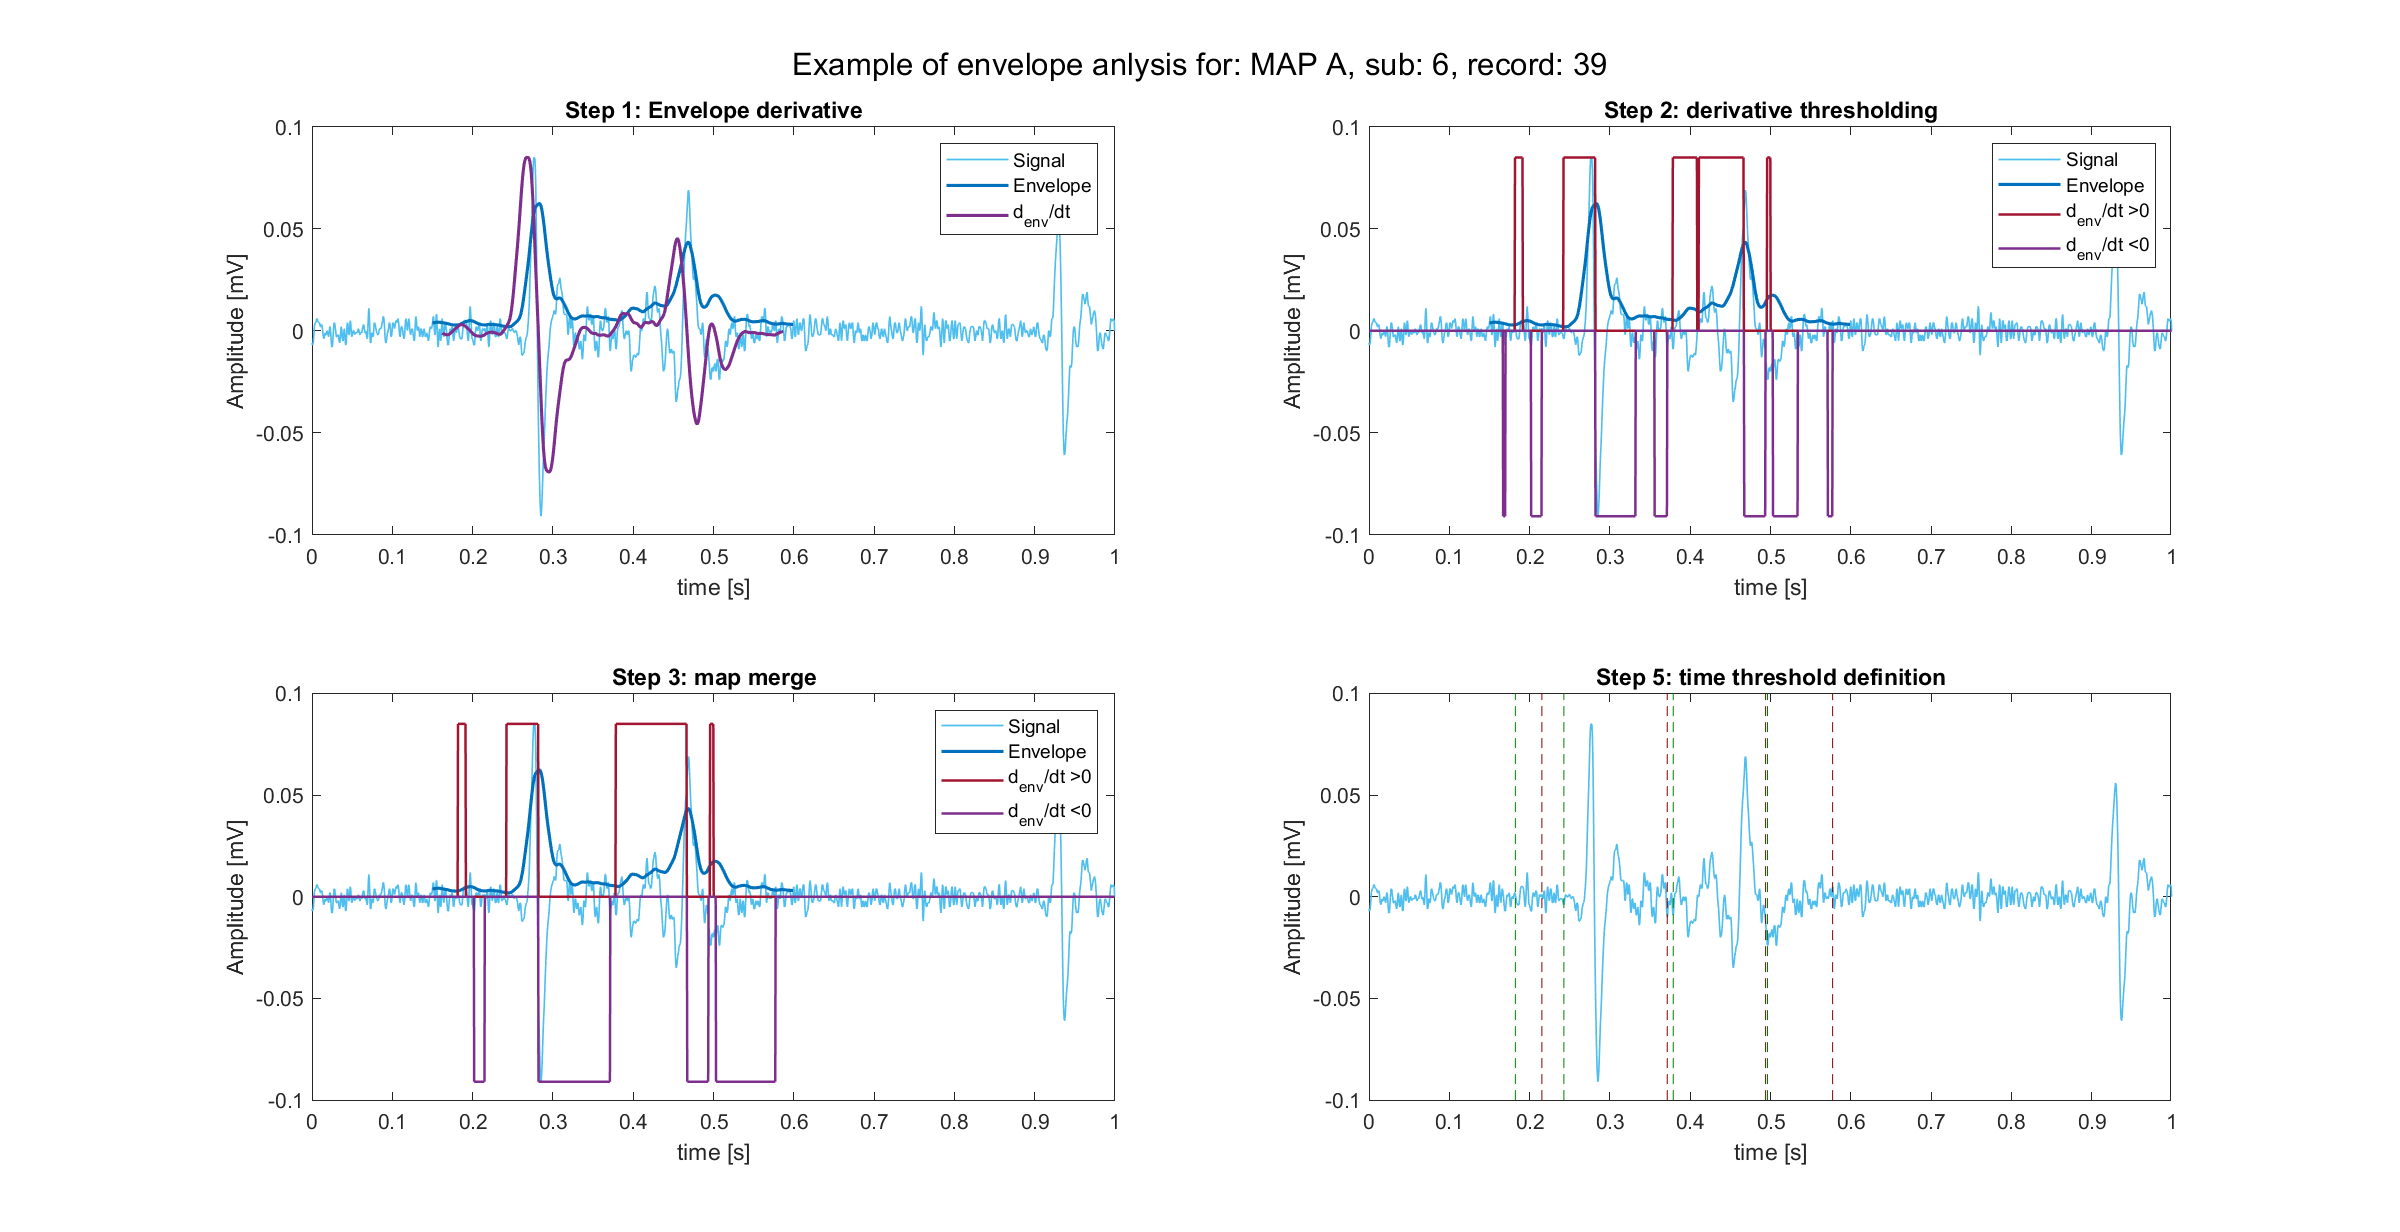 Example of envelope anlysis for: MAP A, sub: 6, record: 39
Step 1: Envelope derivative
0.1
0.05
0
-0.05
-0.1
Amplitude [mV]
Signal
Envelope
d_env/dt
0 0.1 0.2 0.3 0.4 0.5 0.6 0.7 0.8 0.9 1
time [s]
Step 2: derivative thresholding
0.1
0.05
0
-0.05
-0.1
Amplitude [mV]
Signal
Envelope
d_env/dt >0
d_env/dt <0
0 0.1 0.2 0.3 0.4 0.5 0.6 0.7 0.8 0.9 1
time [s]
Step 3: map merge
0.1
0.05
0
-0.05
-0.1
Amplitude [mV]
Signal
Envelope
d_env/dt >0
d_env/dt <0
0 0.1 0.2 0.3 0.4 0.5 0.6 0.7 0.8 0.9 1
time [s]
Step 5: time threshold definition
0.1
0.05
0
-0.05
-0.1
Amplitude [mV]
0 0.1 0.2 0.3 0.4 0.5 0.6 0.7 0.8 0.9 1
time [s]